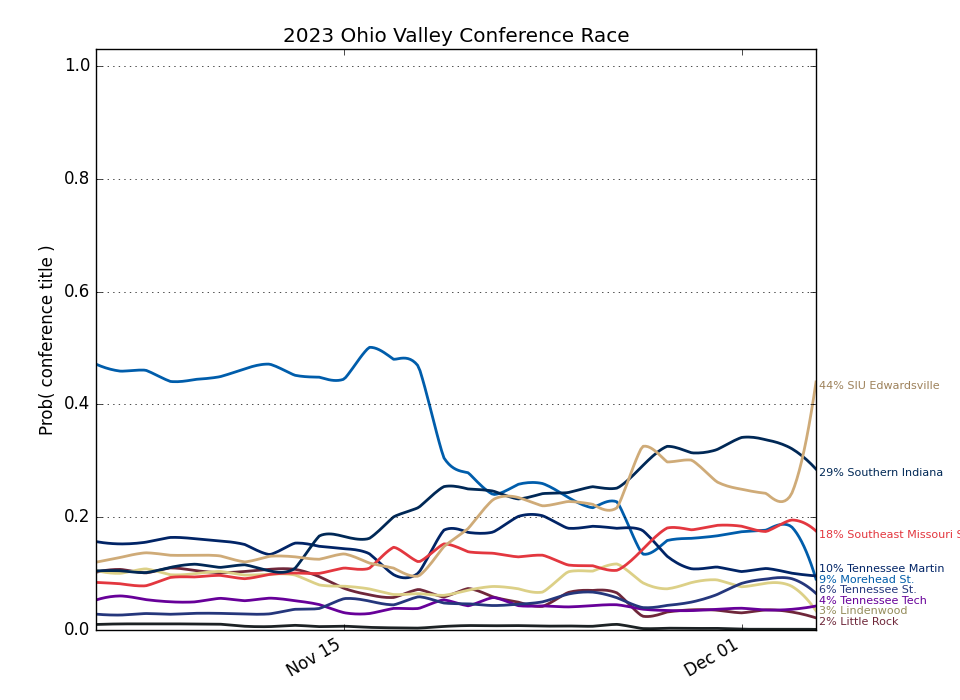 2023 Ohio Valley Conference Race
Prob( conference title )
1.0
0.8
0.6
0.4
0.2
0.0
Nov 15
Dec 01
44% SIU Edwardsville
29% Southern Indiana
18% Southeast Missouri S
10% Tennessee Martin
9% Morehead St.
6% Tennessee St.
4% Tennessee Tech
3% Lindenwood
2% Little Rock